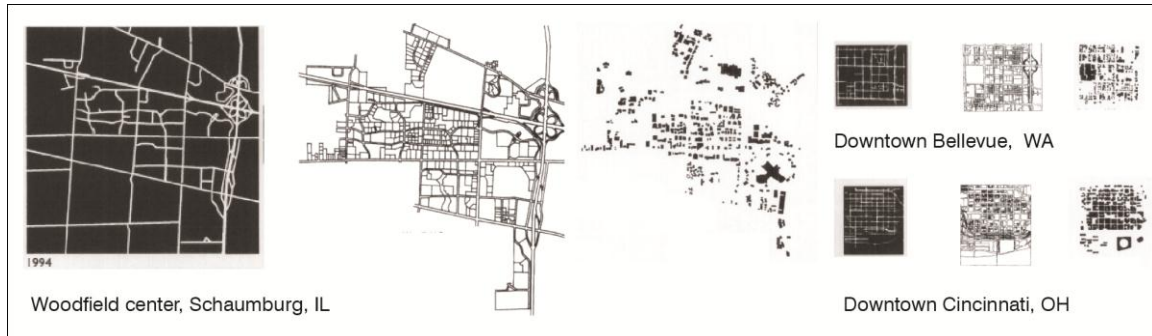 1994
Woodfield center, Schaumburg, IL
Downtown Bellevue, WA
Downtown Cincinnati, OH